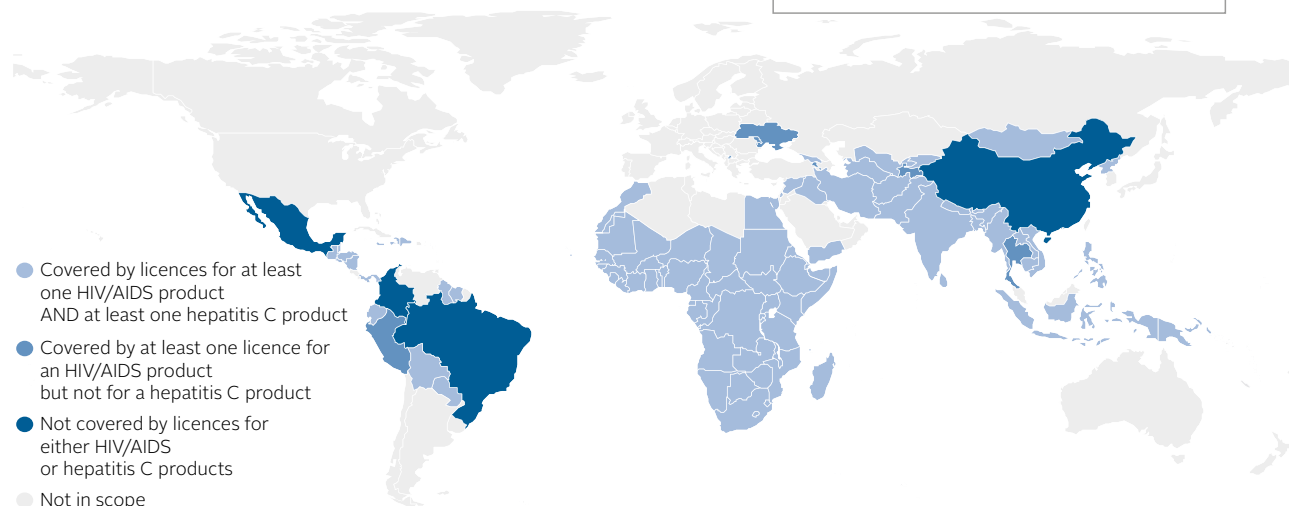 Covered by licences for at least
one HIV/AIDS product
AND at least one hepatitis C product
Covered by at least one licence for
an HIV/AIDS product
but not for a hepatitis C product
Not covered by licences for
either HIV/AIDS
or hepatitis C products
Not in scope